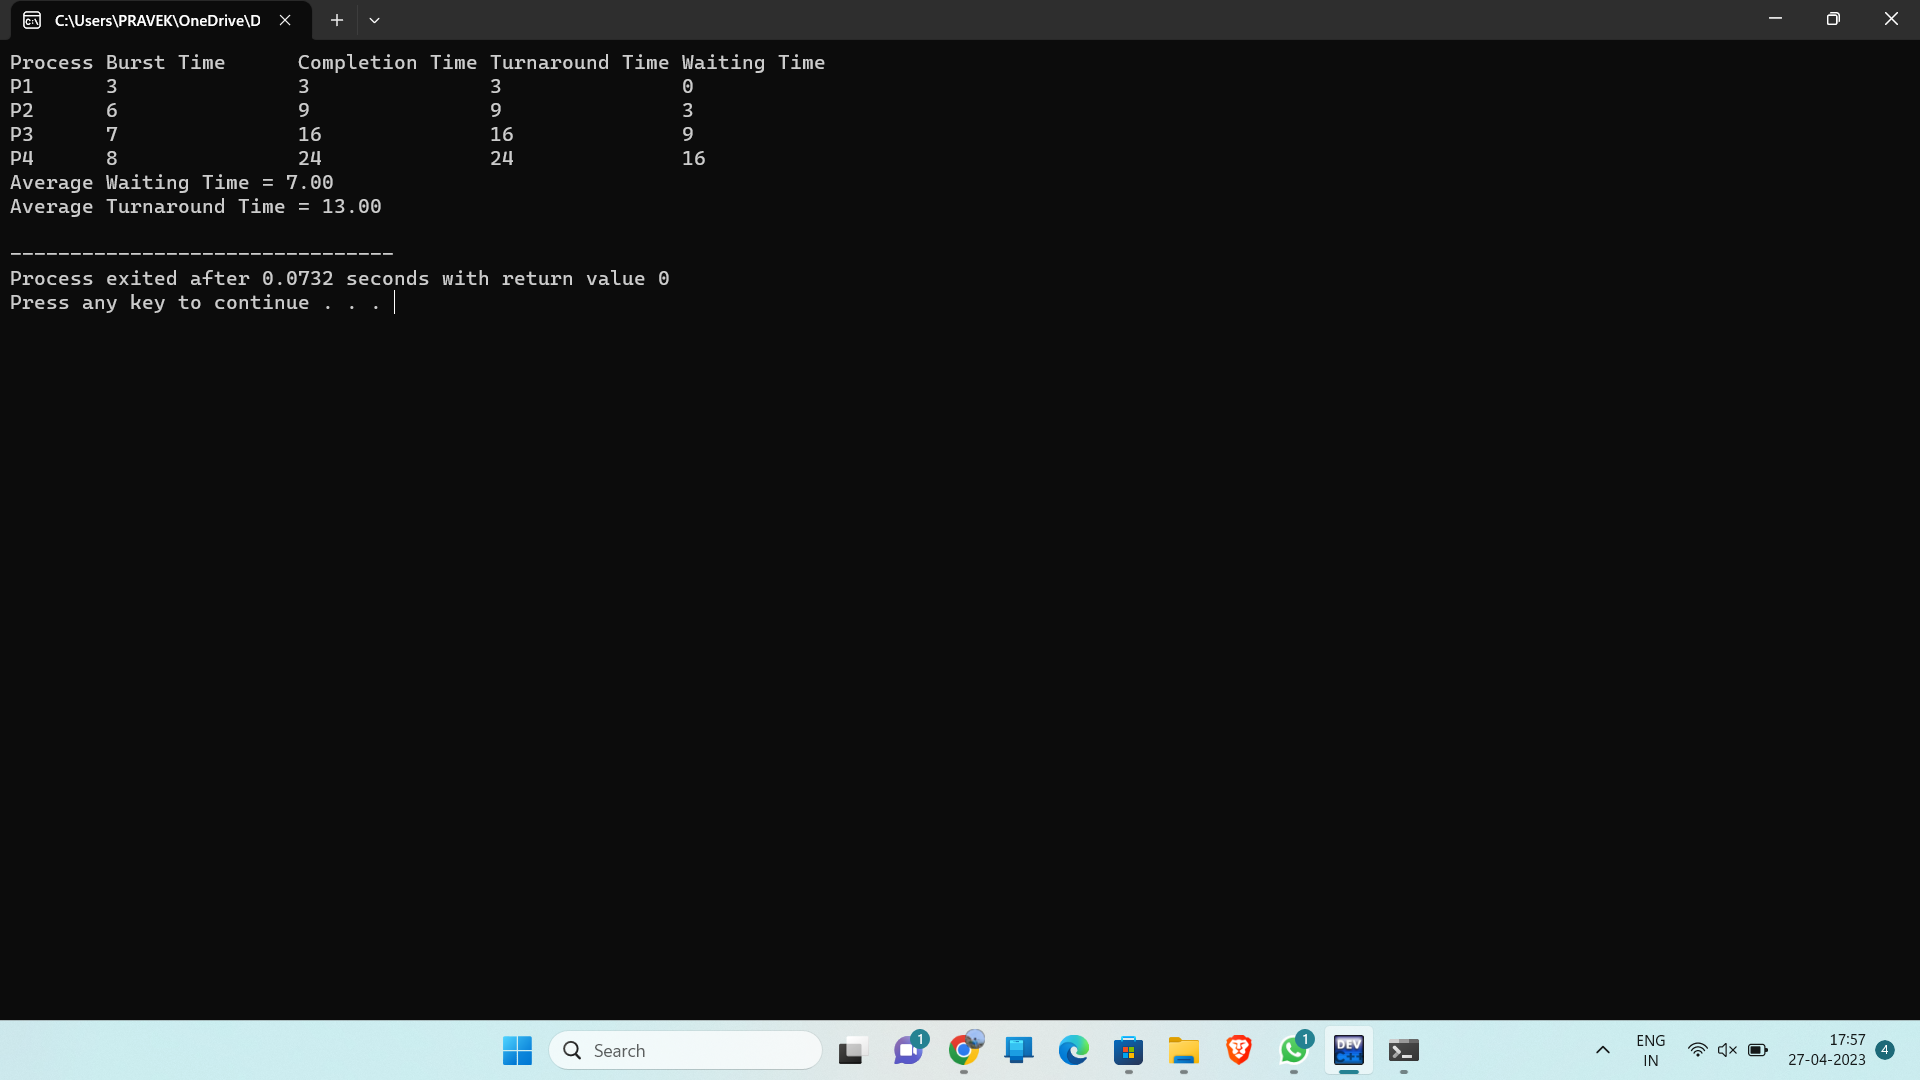 C:\Users\PRAVEK\OneDrive\D
Process Burst Time Completion Time Turnaround Time Waiting Time
P1 3 3 3 0
P2 6 9 9 3
P3 7 16 16 9
P4 8 24 24 16
Average Waiting Time = 7.00
Average Turnaround Time = 13.00
--------------------------------
Process exited after 0.0732 seconds with return value 0
Press any key to continue . . .
Search
1
1
DEV
C++
ENG
IN
17:57
27-04-2023
4